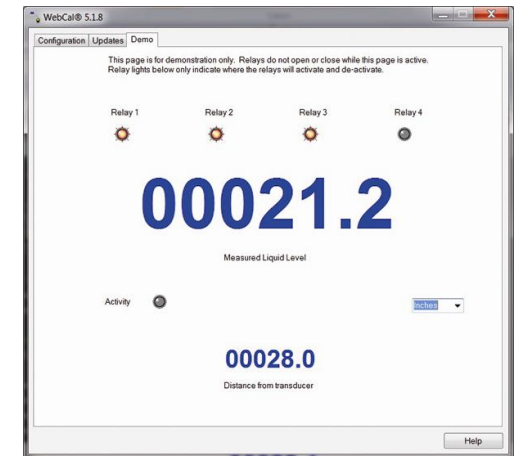 WebCal® 5.1.8
Configuration Updates Demo
This page is for demonstration only. Relays do not open or close while this page is active.
Relay lights below only indicate where the relays will activate and de-activate.
Relay 1 Relay 2 Relay 3 Relay 4
00021.2
Measured Liquid Level
Activity Inches
00028.0
Distance from transducer
Help